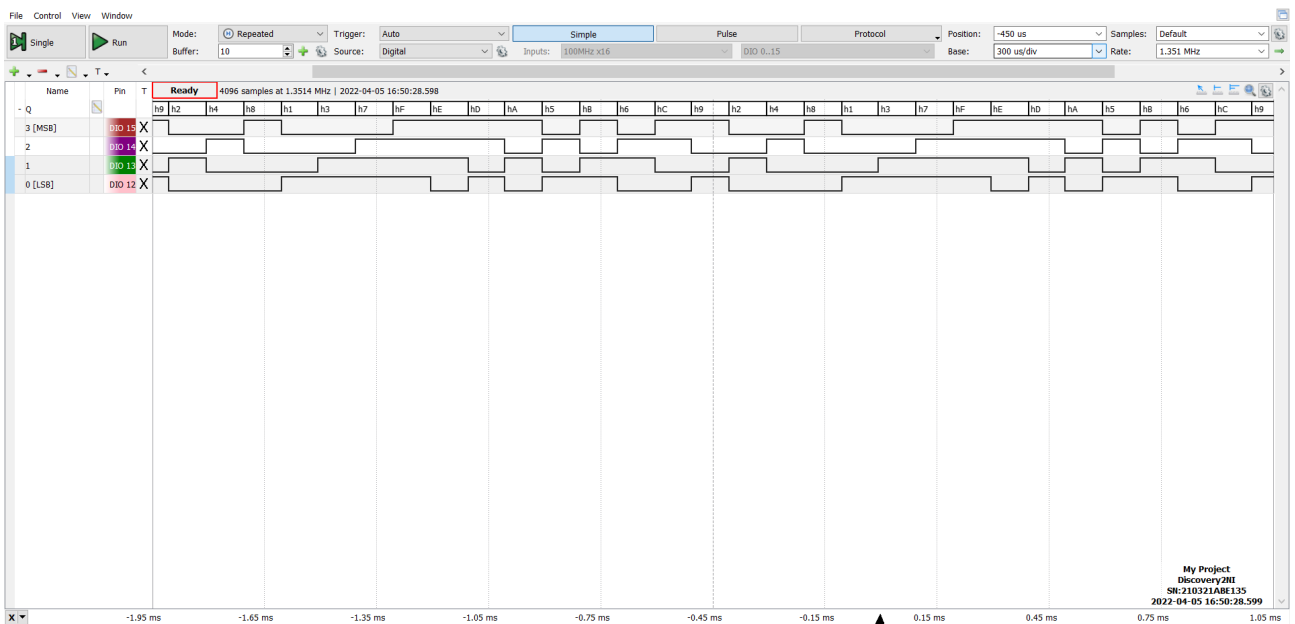 File Control View Window
Single Run Mode: Repeated Trigger: Auto Simple Pulse Protocol Position: -450 us Samples: Default
Buffer: 10 Source: Digital Inputs: 100MHz x16 DIO 0..15 Base: 300 us/div Rate: 1.351 MHz
T
Name Pin T Ready 4096 samples at 1.3514 MHz | 2022-04-05 16:50:28.598
- Q h9 h2 h4 h8 h1 h3 h7 hF hE hD hA h5 hB h6 hC h9 h2 h4 h8 h1 h3 h7 hF hE hD hA h5 hB h6 hC h9
3 [MSB] DIO 15 X
2 DIO 14 X
1 DIO 13 X
0 [LSB] DIO 12 X
My Project
Discovery2NI
SN:210321ABE135
2022-04-05 16:50:28.599
X -1.95 ms -1.65 ms -1.35 ms -1.05 ms -0.75 ms -0.45 ms -0.15 ms 0.15 ms 0.45 ms 0.75 ms 1.05 ms